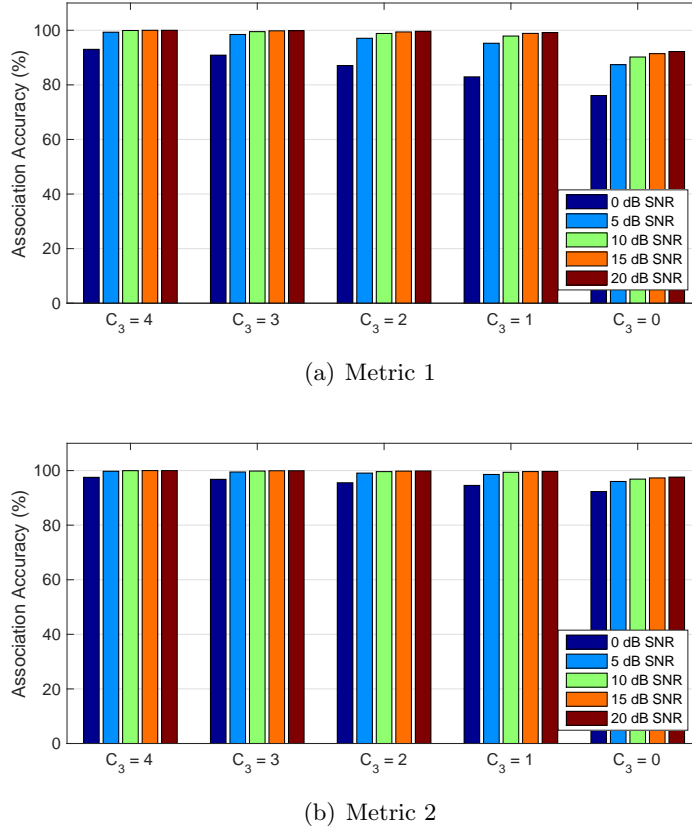 100
80
60
40
20
0
Association Accuracy (%)
0 dB SNR
5 dB SNR
10 dB SNR
15 dB SNR
20 dB SNR
C₃ = 4
C₃ = 3
C₃ = 2
C₃ = 1
C₃ = 0
(a) Metric 1
100
80
60
40
20
0
Association Accuracy (%)
0 dB SNR
5 dB SNR
10 dB SNR
15 dB SNR
20 dB SNR
C₃ = 4
C₃ = 3
C₃ = 2
C₃ = 1
C₃ = 0
(b) Metric 2